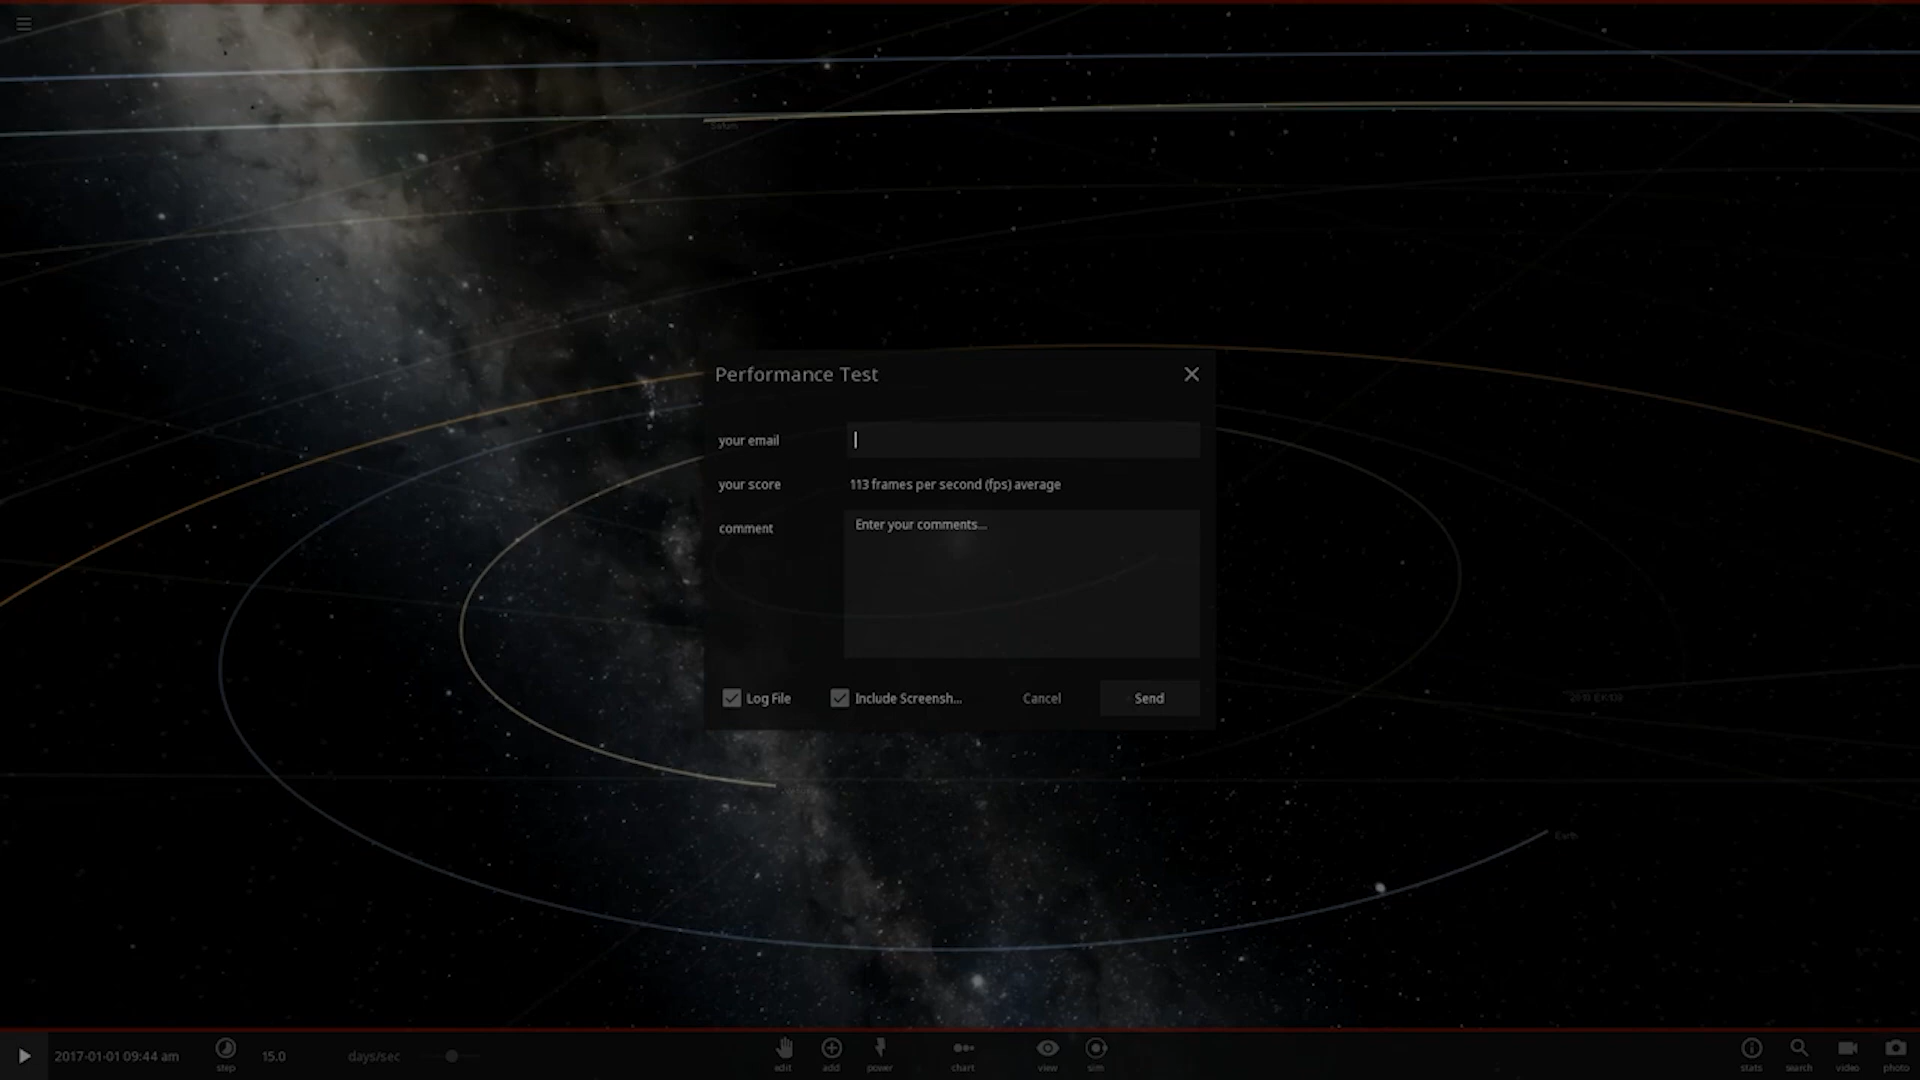 Saturn
Performance Test
your email
your score
113 frames per second (fps) average
comment
Enter your comments...
Log File
Include Screensh...
Cancel
Send
Earth
2017-01-01 09:44 am
step
15.0
days/sec
edit
add
power
chart
view
sim
stats
search
video
photo